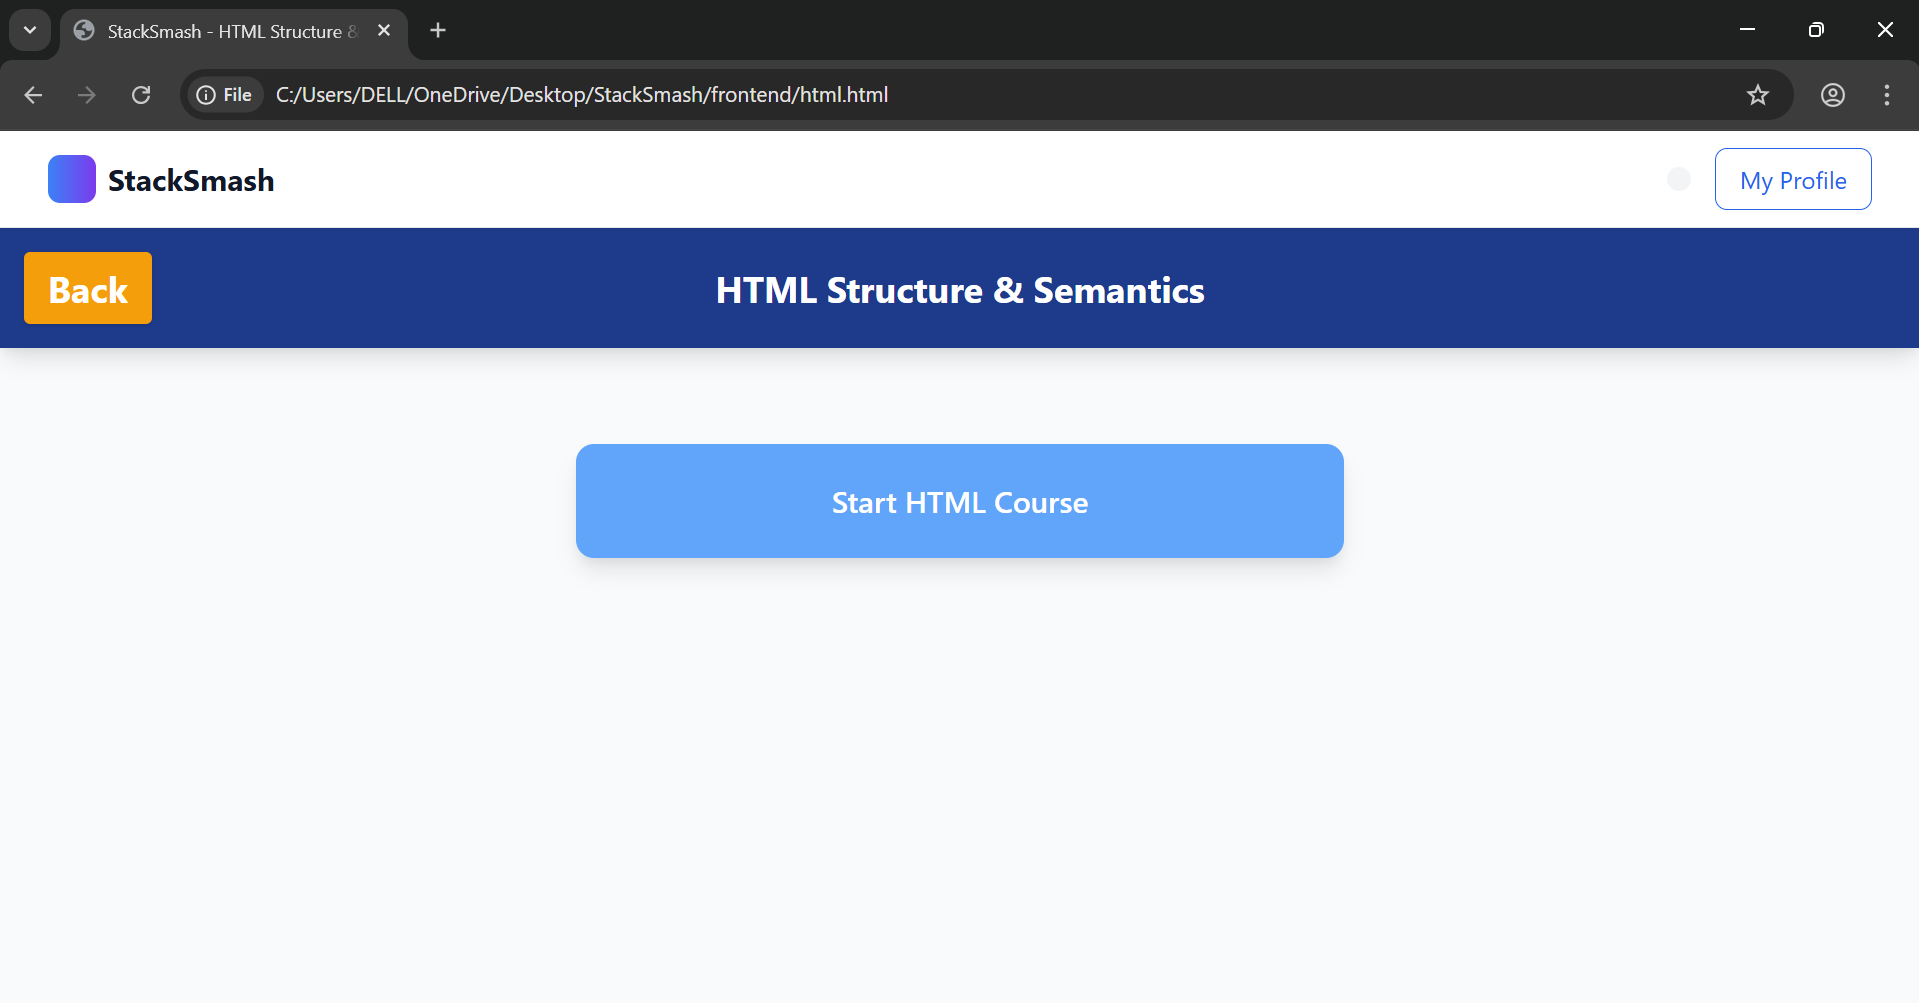 StackSmash - HTML Structure &
File C:/Users/DELL/OneDrive/Desktop/StackSmash/frontend/html.html
StackSmash
My Profile
Back
HTML Structure & Semantics
Start HTML Course